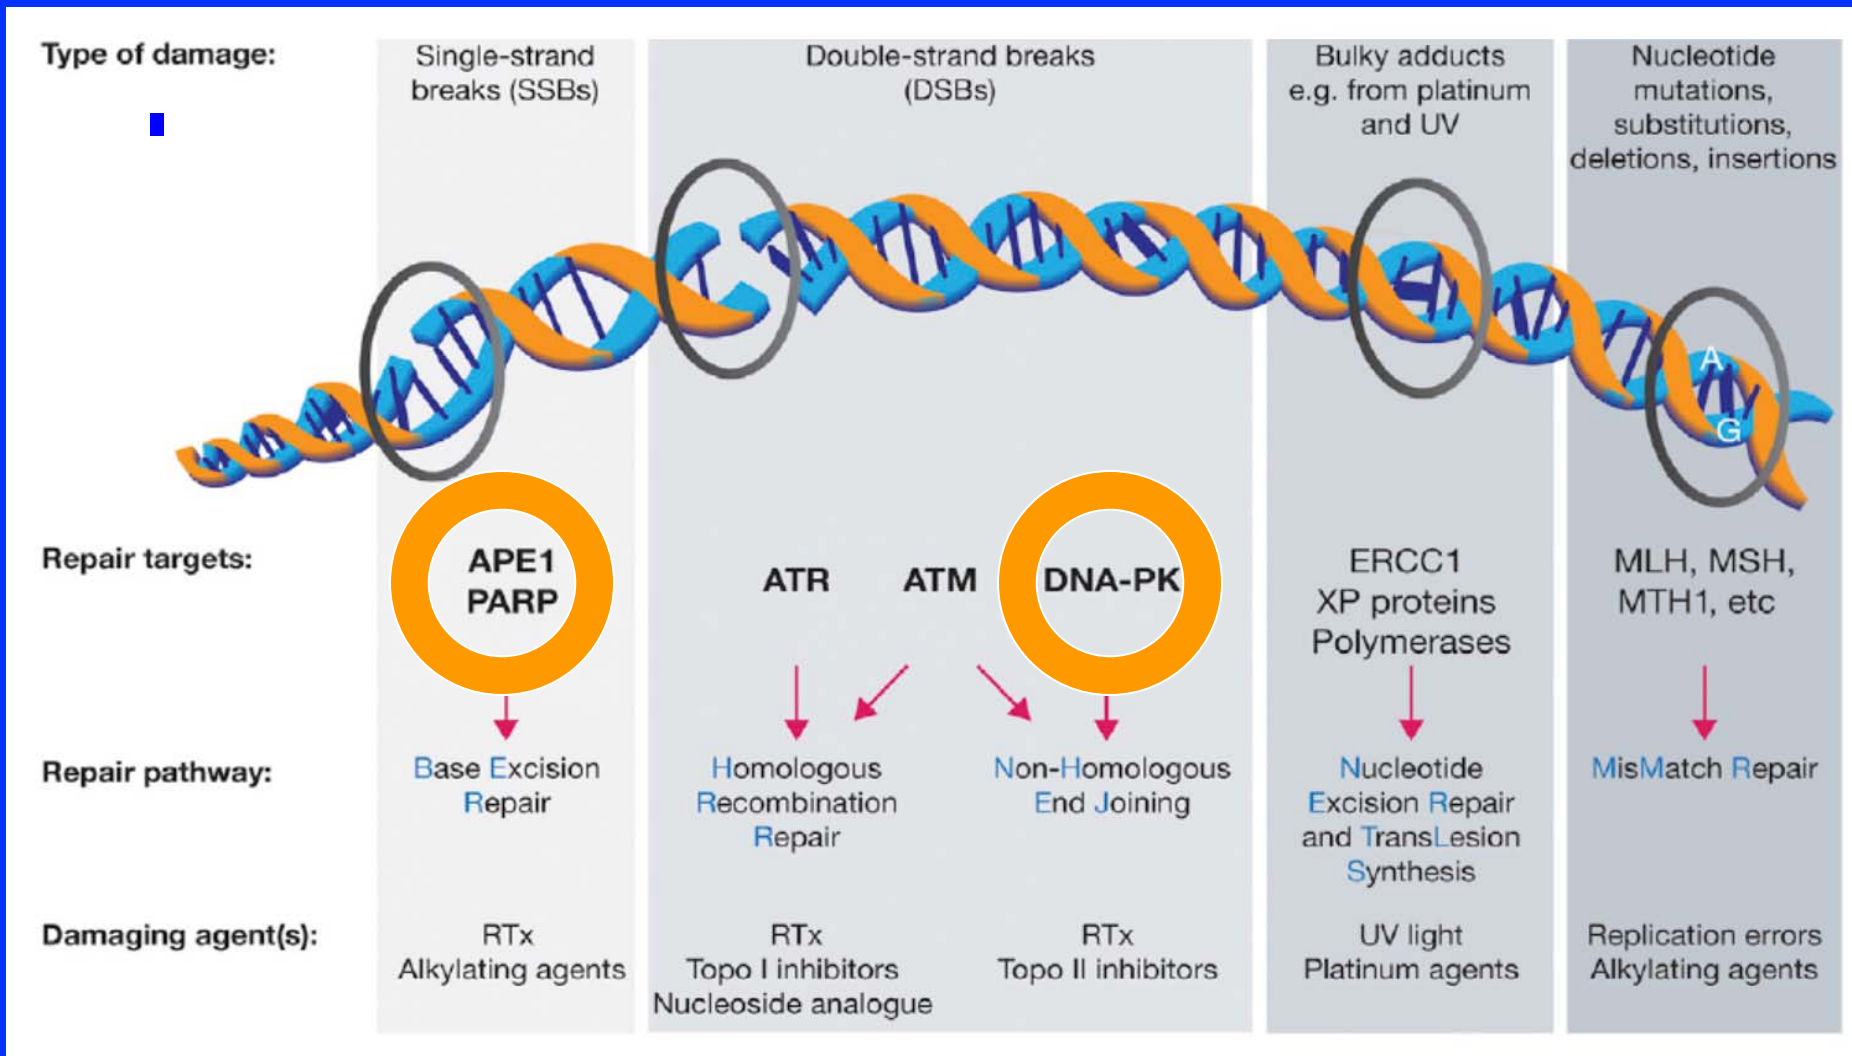 Type of damage:
Single-strand
breaks (SSBs)
Double-strand breaks
(DSBs)
Bulky adducts
e.g. from platinum
and UV
Nucleotide
mutations,
substitutions,
deletions, insertions
A
G
Repair targets:
APE1
PARP
ATR
ATM
DNA-PK
ERCC1
XP proteins
Polymerases
MLH, MSH,
MTH1, etc
Repair pathway:
Base Excision
Repair
Homologous
Recombination
Repair
Non-Homologous
End Joining
Nucleotide
Excision Repair
and TransLesion
Synthesis
MisMatch Repair
Damaging agent(s):
RTx
Alkylating agents
RTx
Topo I inhibitors
Nucleoside analogue
RTx
Topo II inhibitors
UV light
Platinum agents
Replication errors
Alkylating agents